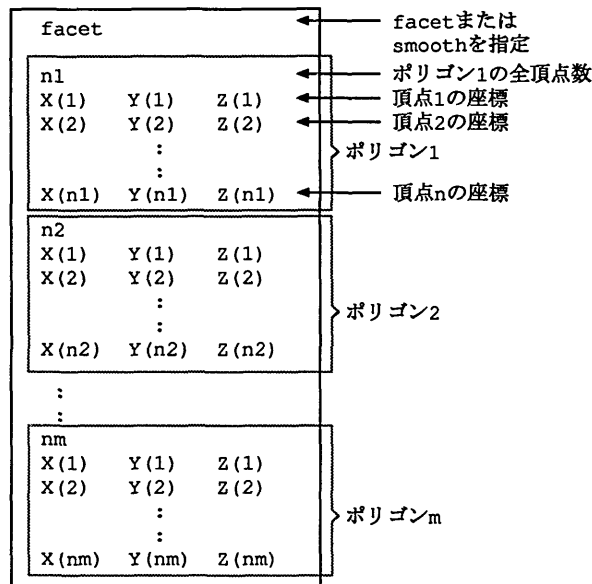 facet ← facetまたは
smoothを指定
n1 ← ポリゴン1の全頂点数
X(1) Y(1) Z(1) ← 頂点1の座標
X(2) Y(2) Z(2) ← 頂点2の座標
:
: ポリゴン1
X(n1) Y(n1) Z(n1) ← 頂点nの座標
n2
X(1) Y(1) Z(1)
X(2) Y(2) Z(2)
:
: ポリゴン2
X(n2) Y(n2) Z(n2)
:
:
nm
X(1) Y(1) Z(1)
X(2) Y(2) Z(2)
:
: ポリゴンm
X(nm) Y(nm) Z(nm)